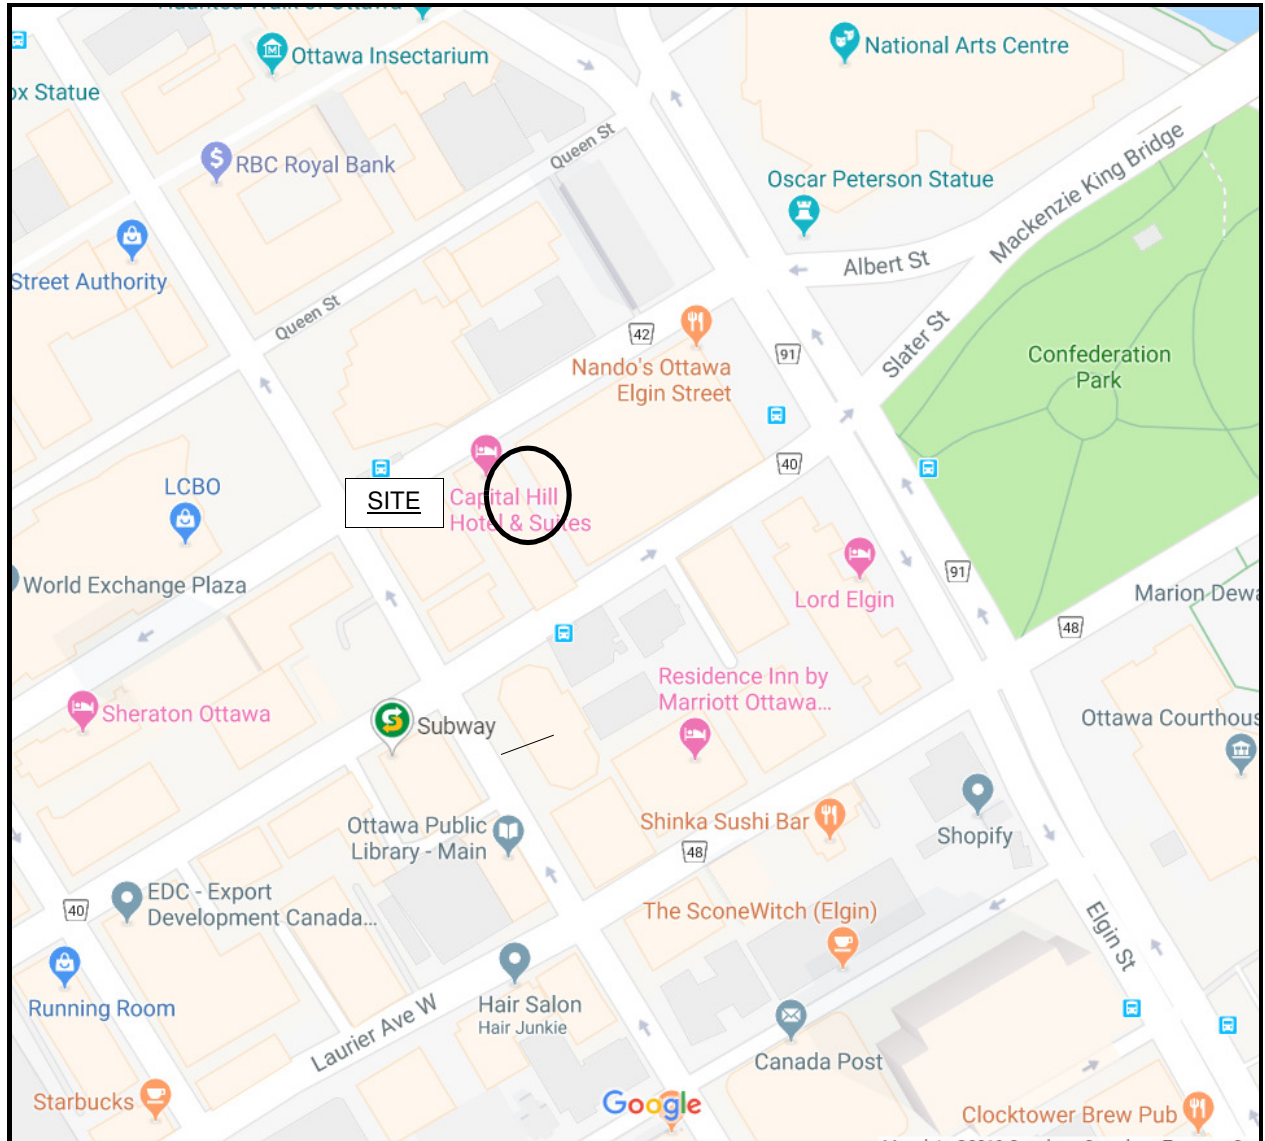 Haunted Walk of Ottawa
Ottawa Insectarium
National Arts Centre
ox Statue
Queen St
RBC Royal Bank
Mackenzie King Bridge
Oscar Peterson Statue
Street Authority
Albert St
Queen St
42
Nando's Ottawa
Elgin Street
91
Slater St
Confederation
Park
LCBO
SITE
Capital Hill
Hotel & Suites
40
World Exchange Plaza
Lord Elgin
91
Marion Dewa
48
Residence Inn by
Marriott Ottawa...
Sheraton Ottawa
Subway
Ottawa Courthous
Ottawa Public
Library - Main
Shinka Sushi Bar
Shopify
48
EDC - Export
Development Canada...
40
The SconeWitch (Elgin)
Elgin St
Running Room
Hair Salon
Hair Junkie
Laurier Ave W
Canada Post
Starbucks
Google
Clocktower Brew Pub